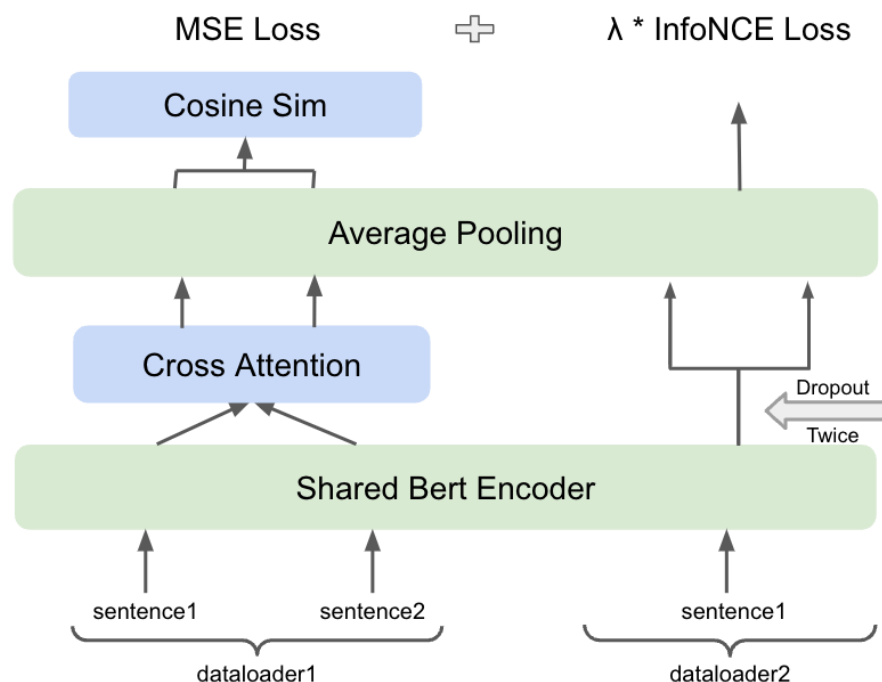 MSE Loss
λ * InfoNCE Loss
Cosine Sim
Average Pooling
Cross Attention
Dropout
Twice
Shared Bert Encoder
sentence1
sentence2
sentence1
dataloader1
dataloader2